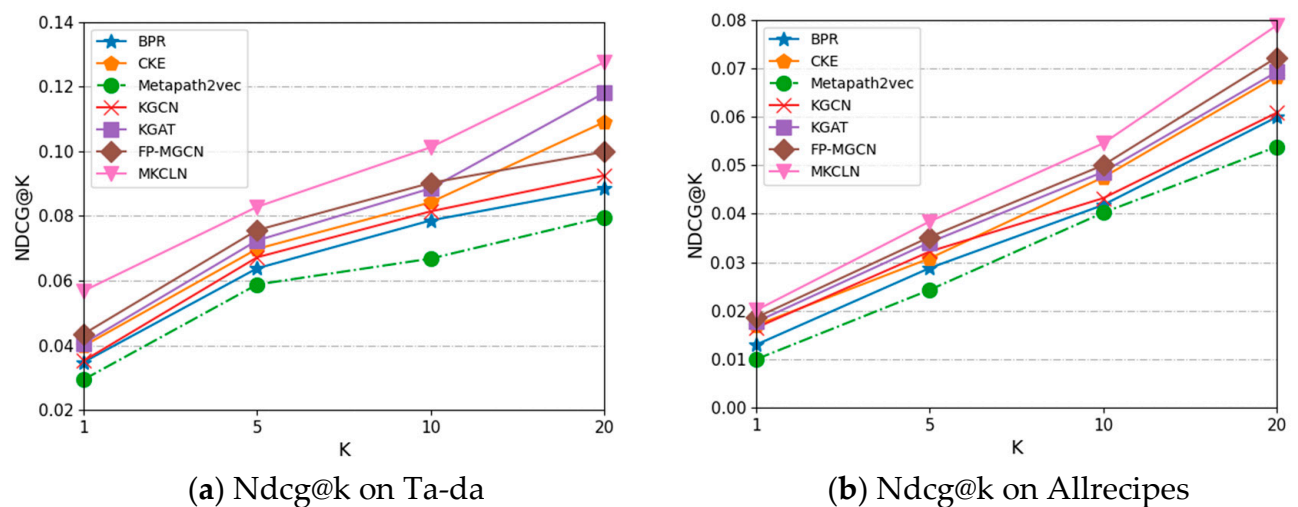 0.14
0.12
0.10
0.08
0.06
0.04
0.02
NDCG@K
BPR
CKE
Metapath2vec
KGCN
KGAT
FP-MGCN
MKCLN
1 5 10 20
K
(a) Ndcg@k on Ta-da
0.08
0.07
0.06
0.05
0.04
0.03
0.02
0.01
0.00
NDCG@K
BPR
CKE
Metapath2vec
KGCN
KGAT
FP-MGCN
MKCLN
1 5 10 20
K
(b) Ndcg@k on Allrecipes